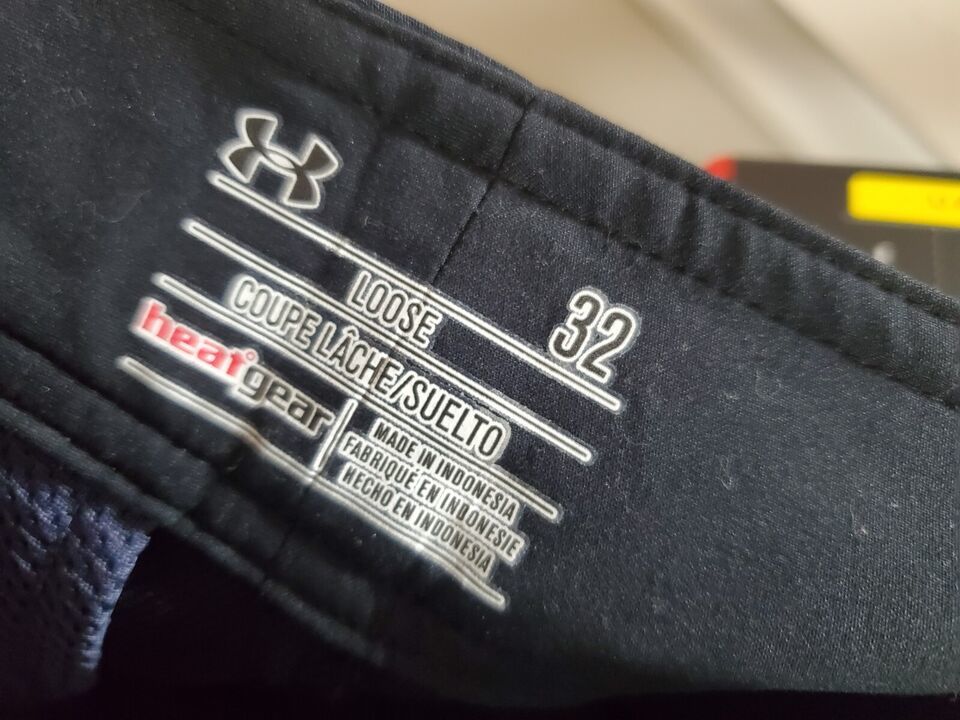 32
LOOSE
COUPE LÂCHE/SUELTO
heatgear
MADE IN INDONESIA
FABRIQUÉ EN INDONESIE
HECHO EN INDONESIA